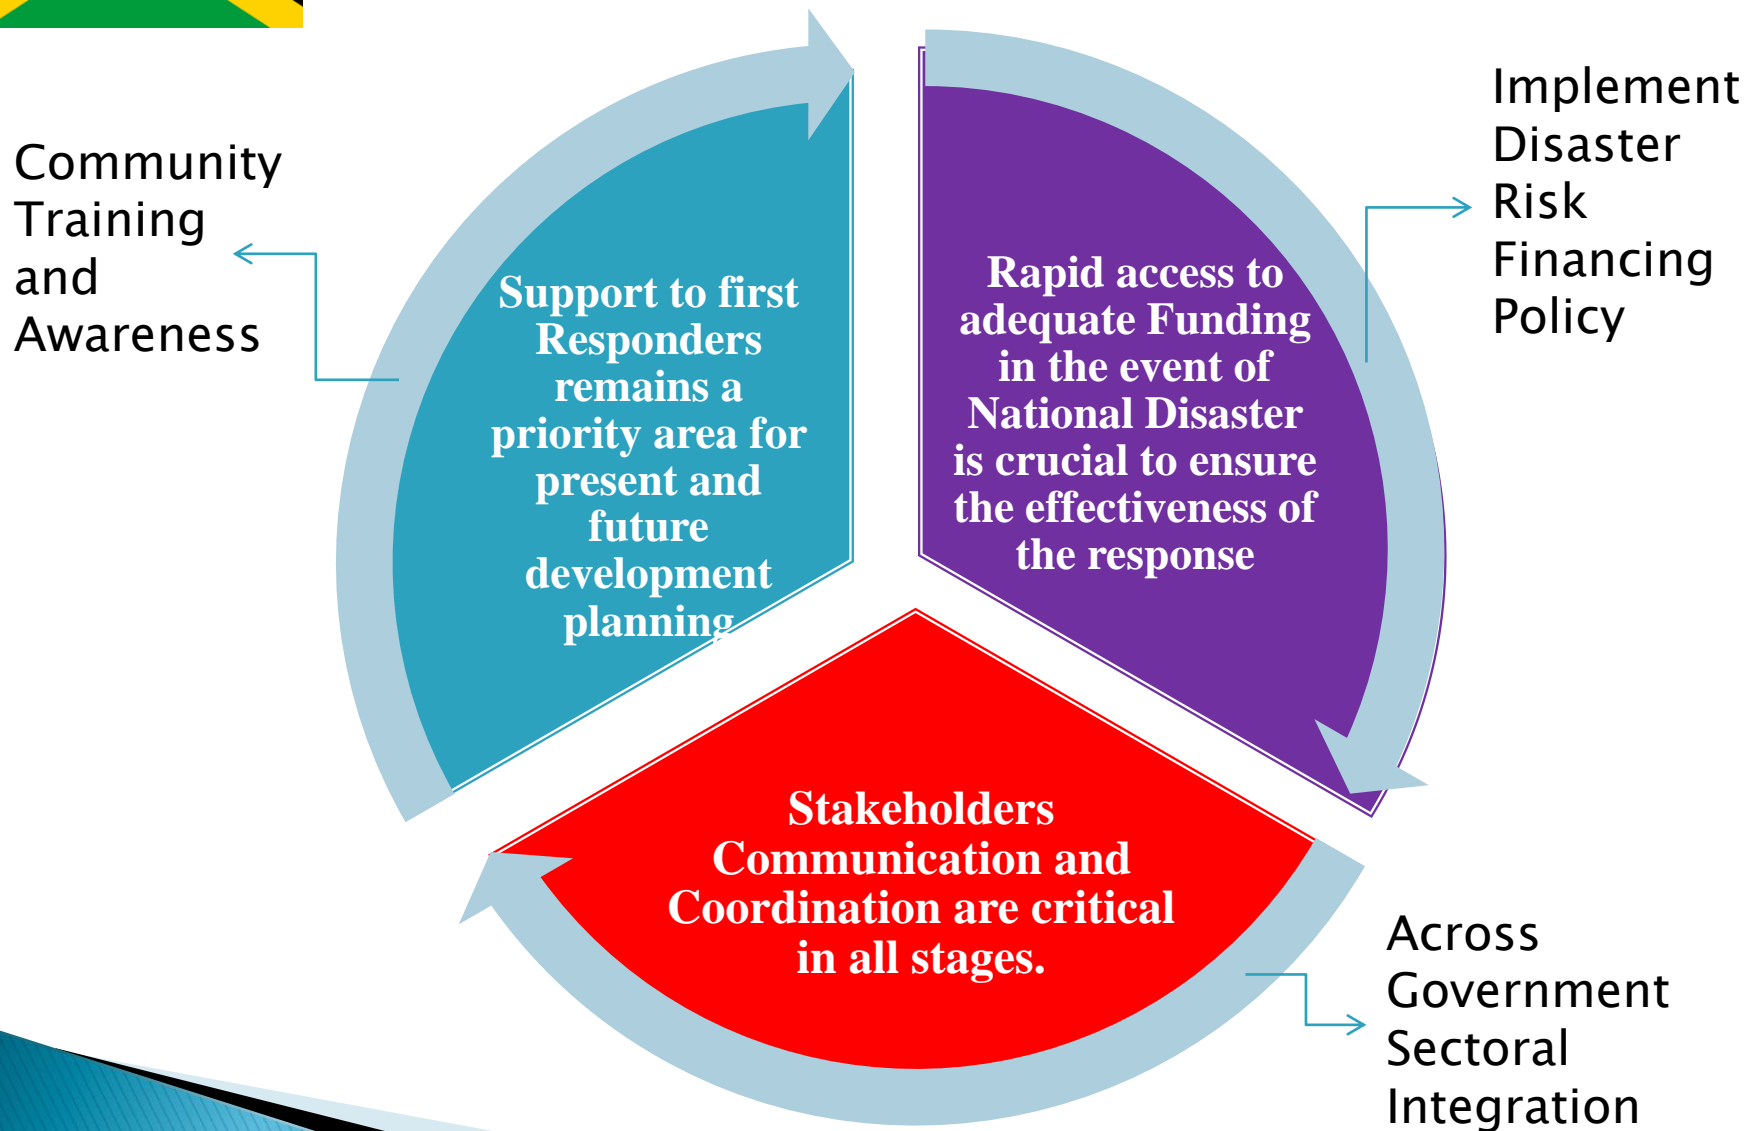 Community
Training
and
Awareness
Support to first
Responders
remains a
priority area for
present and
future
development
planning
Rapid access to
adequate Funding
in the event of
National Disaster
is crucial to ensure
the effectiveness of
the response
Implement
Disaster
Risk
Financing
Policy
Stakeholders
Communication and
Coordination are critical
in all stages.
Across
Government
Sectoral
Integration